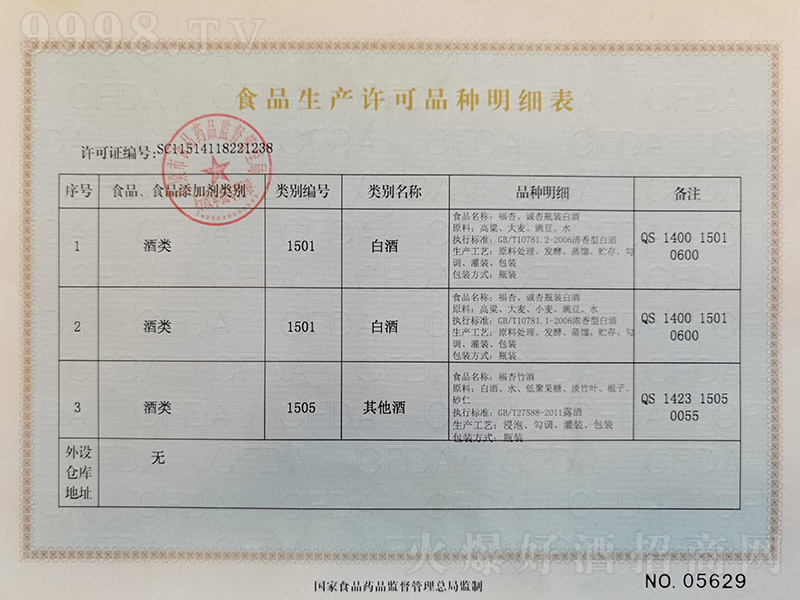 9998.TV
食品生产许可品种明细表
许可证编号:SC11514118221238
序号 食品、食品添加剂类别 类别编号 类别名称 品种明细 备注
1 酒类 1501 白酒
食品名称：福杏、诚杏瓶装白酒
原料：高粱、大麦、豌豆、水
执行标准：GB/T10781.2-2006清香型白酒
生产工艺：原料处理、发酵、蒸馏、贮存、勾
调、灌装、包装
包装方式：瓶装
QS 1400 1501
0600
2 酒类 1501 白酒
食品名称：福杏、诚杏瓶装白酒
原料：高粱、大麦、小麦、豌豆、水
执行标准：GB/T10781.1-2006浓香型白酒
生产工艺：原料处理、发酵、蒸馏、贮存、勾
调、灌装、包装
包装方式：瓶装
QS 1400 1501
0600
3 酒类 1505 其他酒
食品名称：福杏竹酒
原料：白酒、水、低聚果糖、淡竹叶、栀子、
砂仁
执行标准：GB/T27588-2011露酒
生产工艺：浸泡、勾调、灌装、包装
包装方式：瓶装
QS 1423 1505
0055
外设
仓库
地址
无
火爆好酒招商网
国家食品药品监督管理总局监制
NO. 05629